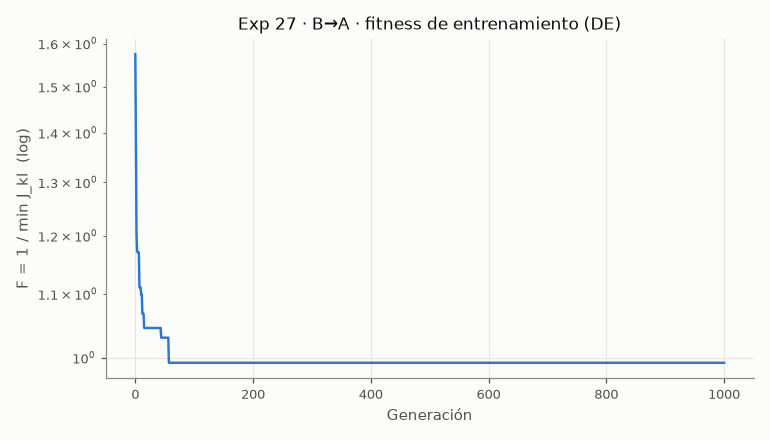 Exp 27 · B→A · fitness de entrenamiento (DE)
F = 1 / min J_kl  (log)
1.6 × 10⁰
1.5 × 10⁰
1.4 × 10⁰
1.3 × 10⁰
1.2 × 10⁰
1.1 × 10⁰
10⁰
0 200 400 600 800 1000
Generación